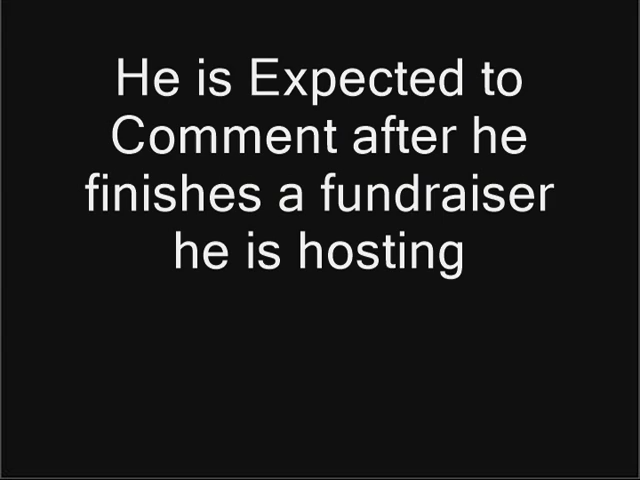 He is Expected to
Comment after he
finishes a fundraiser
he is hosting